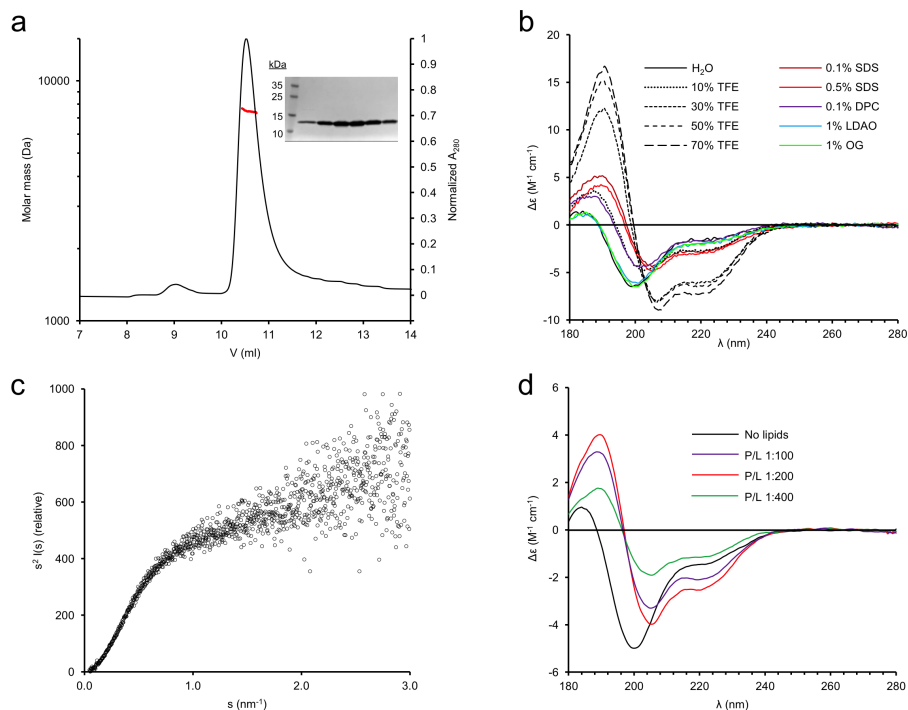 a
kDa
35
25
15
10
10000
1000
Molar mass (Da)
1
0.9
0.8
0.7
0.6
0.5
0.4
0.3
0.2
0.1
0
Normalized A280
7 8 9 10 11 12 13 14
V (ml)
b
20
15
10
5
0
-5
-10
Δε (M-1 cm-1)
H2O
10% TFE
30% TFE
50% TFE
70% TFE
0.1% SDS
0.5% SDS
0.1% DPC
1% LDAO
1% OG
180 200 220 240 260 280
λ (nm)
c
1000
800
600
400
200
0
s2 I(s) (relative)
0.0 1.0 2.0 3.0
s (nm-1)
d
6
4
2
0
-2
-4
-6
Δε (M-1 cm-1)
No lipids
P/L 1:100
P/L 1:200
P/L 1:400
180 200 220 240 260 280
λ (nm)